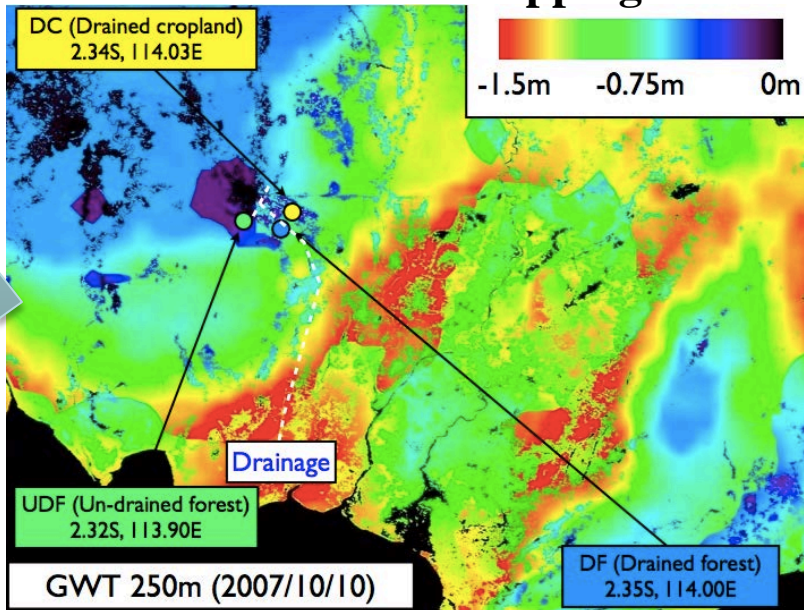 DC (Drained cropland)
2.34S, 114.03E
-1.5m -0.75m 0m
Drainage
UDF (Un-drained forest)
2.32S, 113.90E
DF (Drained forest)
2.35S, 114.00E
GWT 250m (2007/10/10)